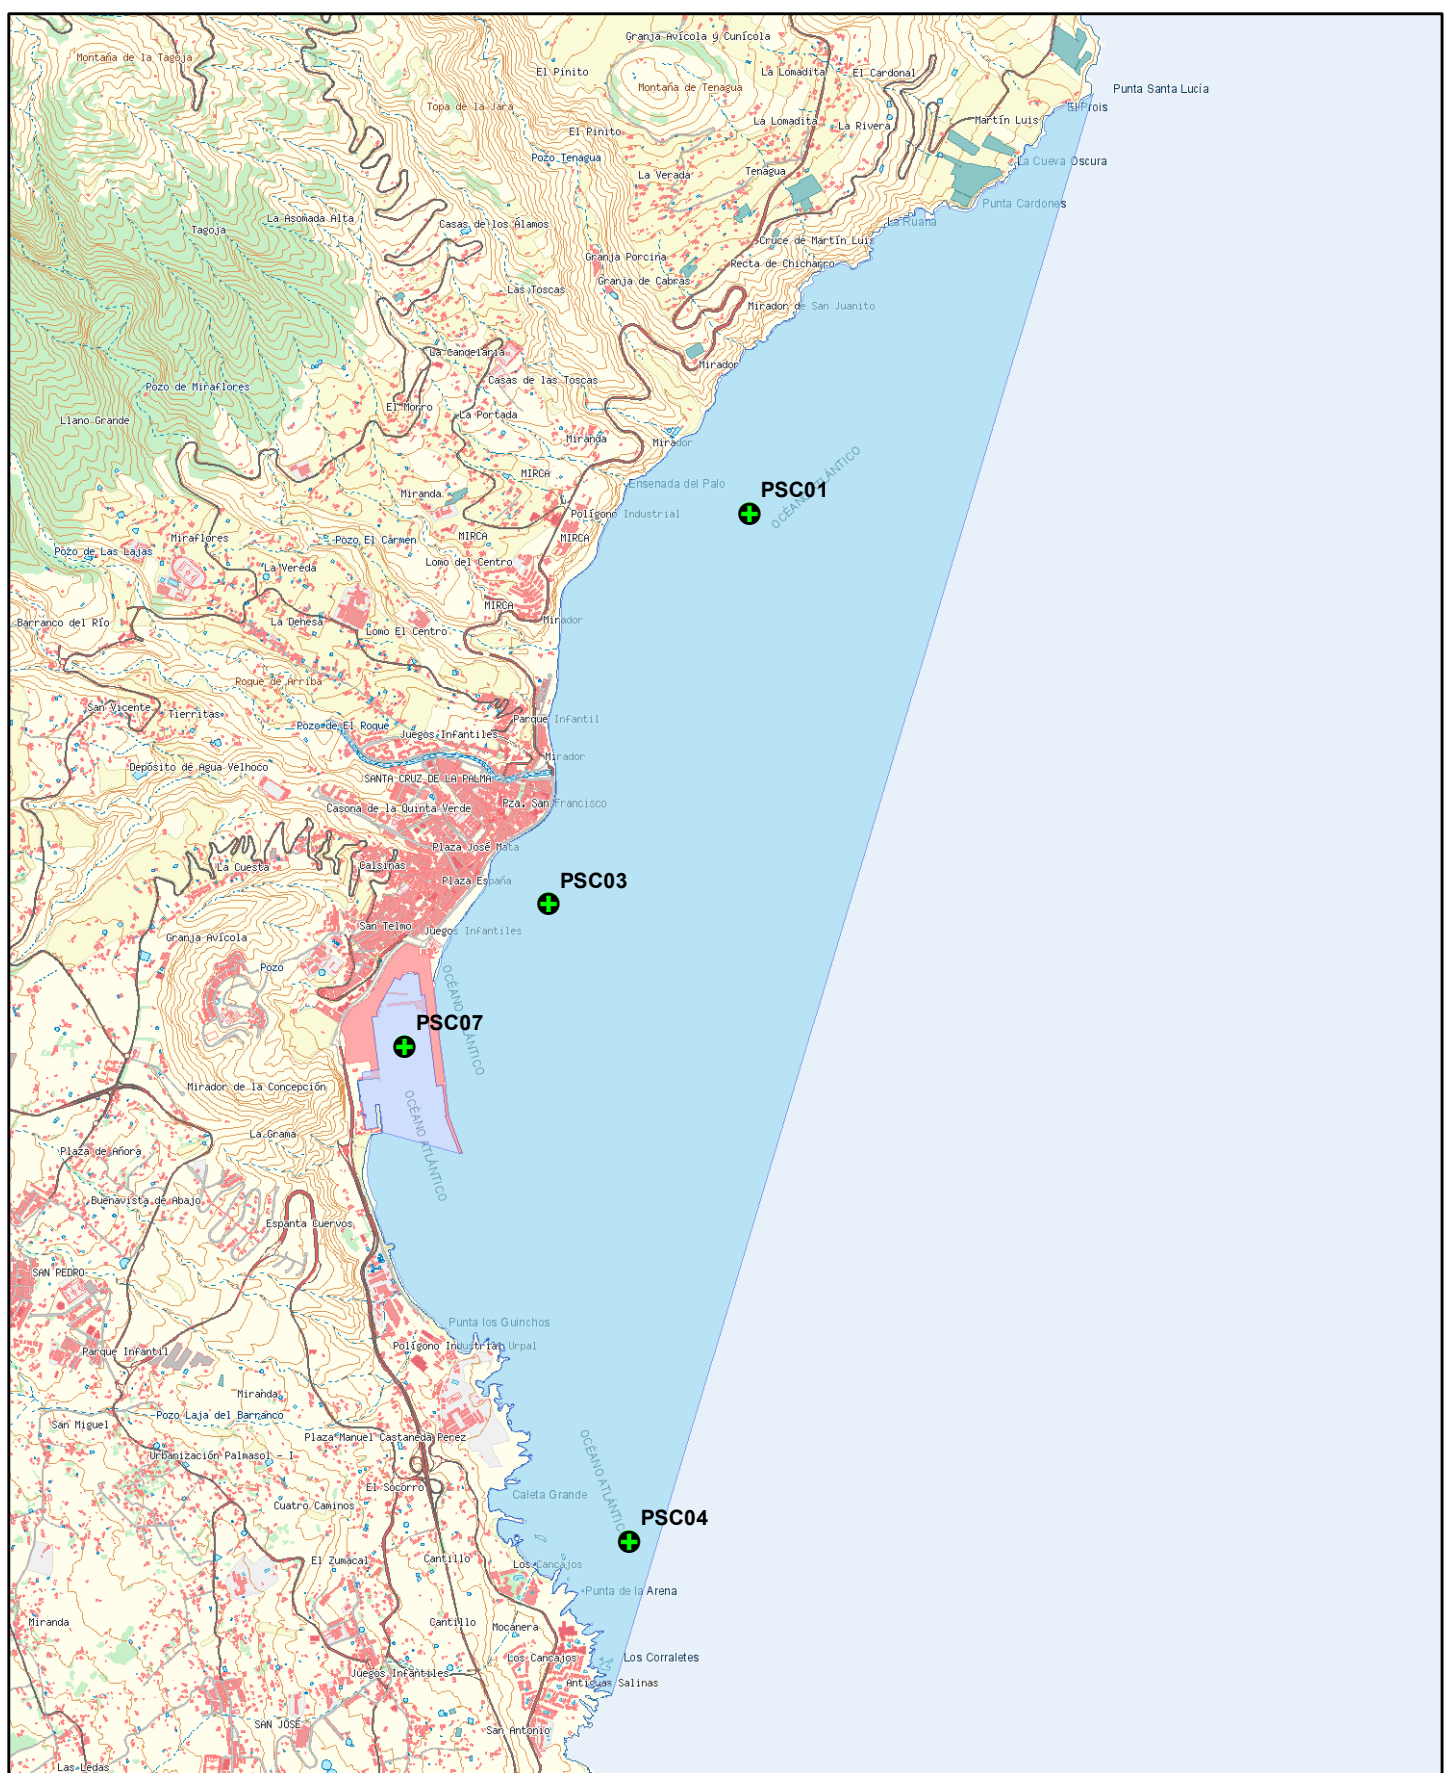 Granja Avícola y Cunícola
Montaña de la Tagoja
El Pinito
La Lomadita
El Cardonal
Montaña de Tenagua
Punta Santa Lucía
Topa de la Jara
El Prois
La Lomadita
La Rivera
Martín Luis
El Pinito
Pozo Tenagua
La Cueva Oscura
La Verada
Tenagua
Punta Cardones
La Asomada Alta
Casas de los Álamos
La Ruana
Tagoja
Cruce de Martín Luis
Granja Porcina
Recta de Chicharro
Granja de Cabras
Las Toscas
Mirador de San Juanito
La Candelaria
Mirador
Casas de las Toscas
Pozo de Miraflores
El Morro
La Portada
Llano Grande
Miranda
Mirador
MIRCA
Ensenada del Palo
PSC01
OCÉANO ATLÁNTICO
Miranda
Polígono Industrial
Miraflores
Pozo El Carmen
MIRCA
MIRCA
Pozo de Las Lajas
La Vereda
Lomo del Centro
MIRCA
Barranco del Río
La Dehesa
Lomo El Centro
Mirador
Roque de Arriba
San Vicente
Tierritas
Pozo de El Roque
Parque Infantil
Juegos Infantiles
Mirador
Depósito de Agua Velhoco
SANTA CRUZ DE LA PALMA
Casona de la Quinta Verde
Pza. San Francisco
Plaza José Mata
La Cuesta
Calsinas
Plaza España
PSC03
San Telmo
Juegos Infantiles
Granja Avícola
Pozo
OCÉANO ATLÁNTICO
PSC07
Mirador de la Concepción
OCÉANO ATLÁNTICO
La Grama
Plaza de Añora
Buenavista de Abajo
Espanta Cuervos
SAN PEDRO
Punta los Guinchos
Polígono Industrial Urpal
Parque Infantil
Miranda
Pozo Laja del Barranco
San Miguel
Plaza Manuel Castaneda Perez
Urbanización Palmasol - I
OCÉANO ATLÁNTICO
El Socorro
Caleta Grande
Cuatro Caminos
PSC04
El Zumacal
Cantillo
Los Cancajos
Punta de la Arena
Miranda
Cantillo
Mocanera
Los Cancajos
Los Corraletes
Juegos Infantiles
Antiguas Salinas
SAN JOSÉ
San Antonio
Las Ledas